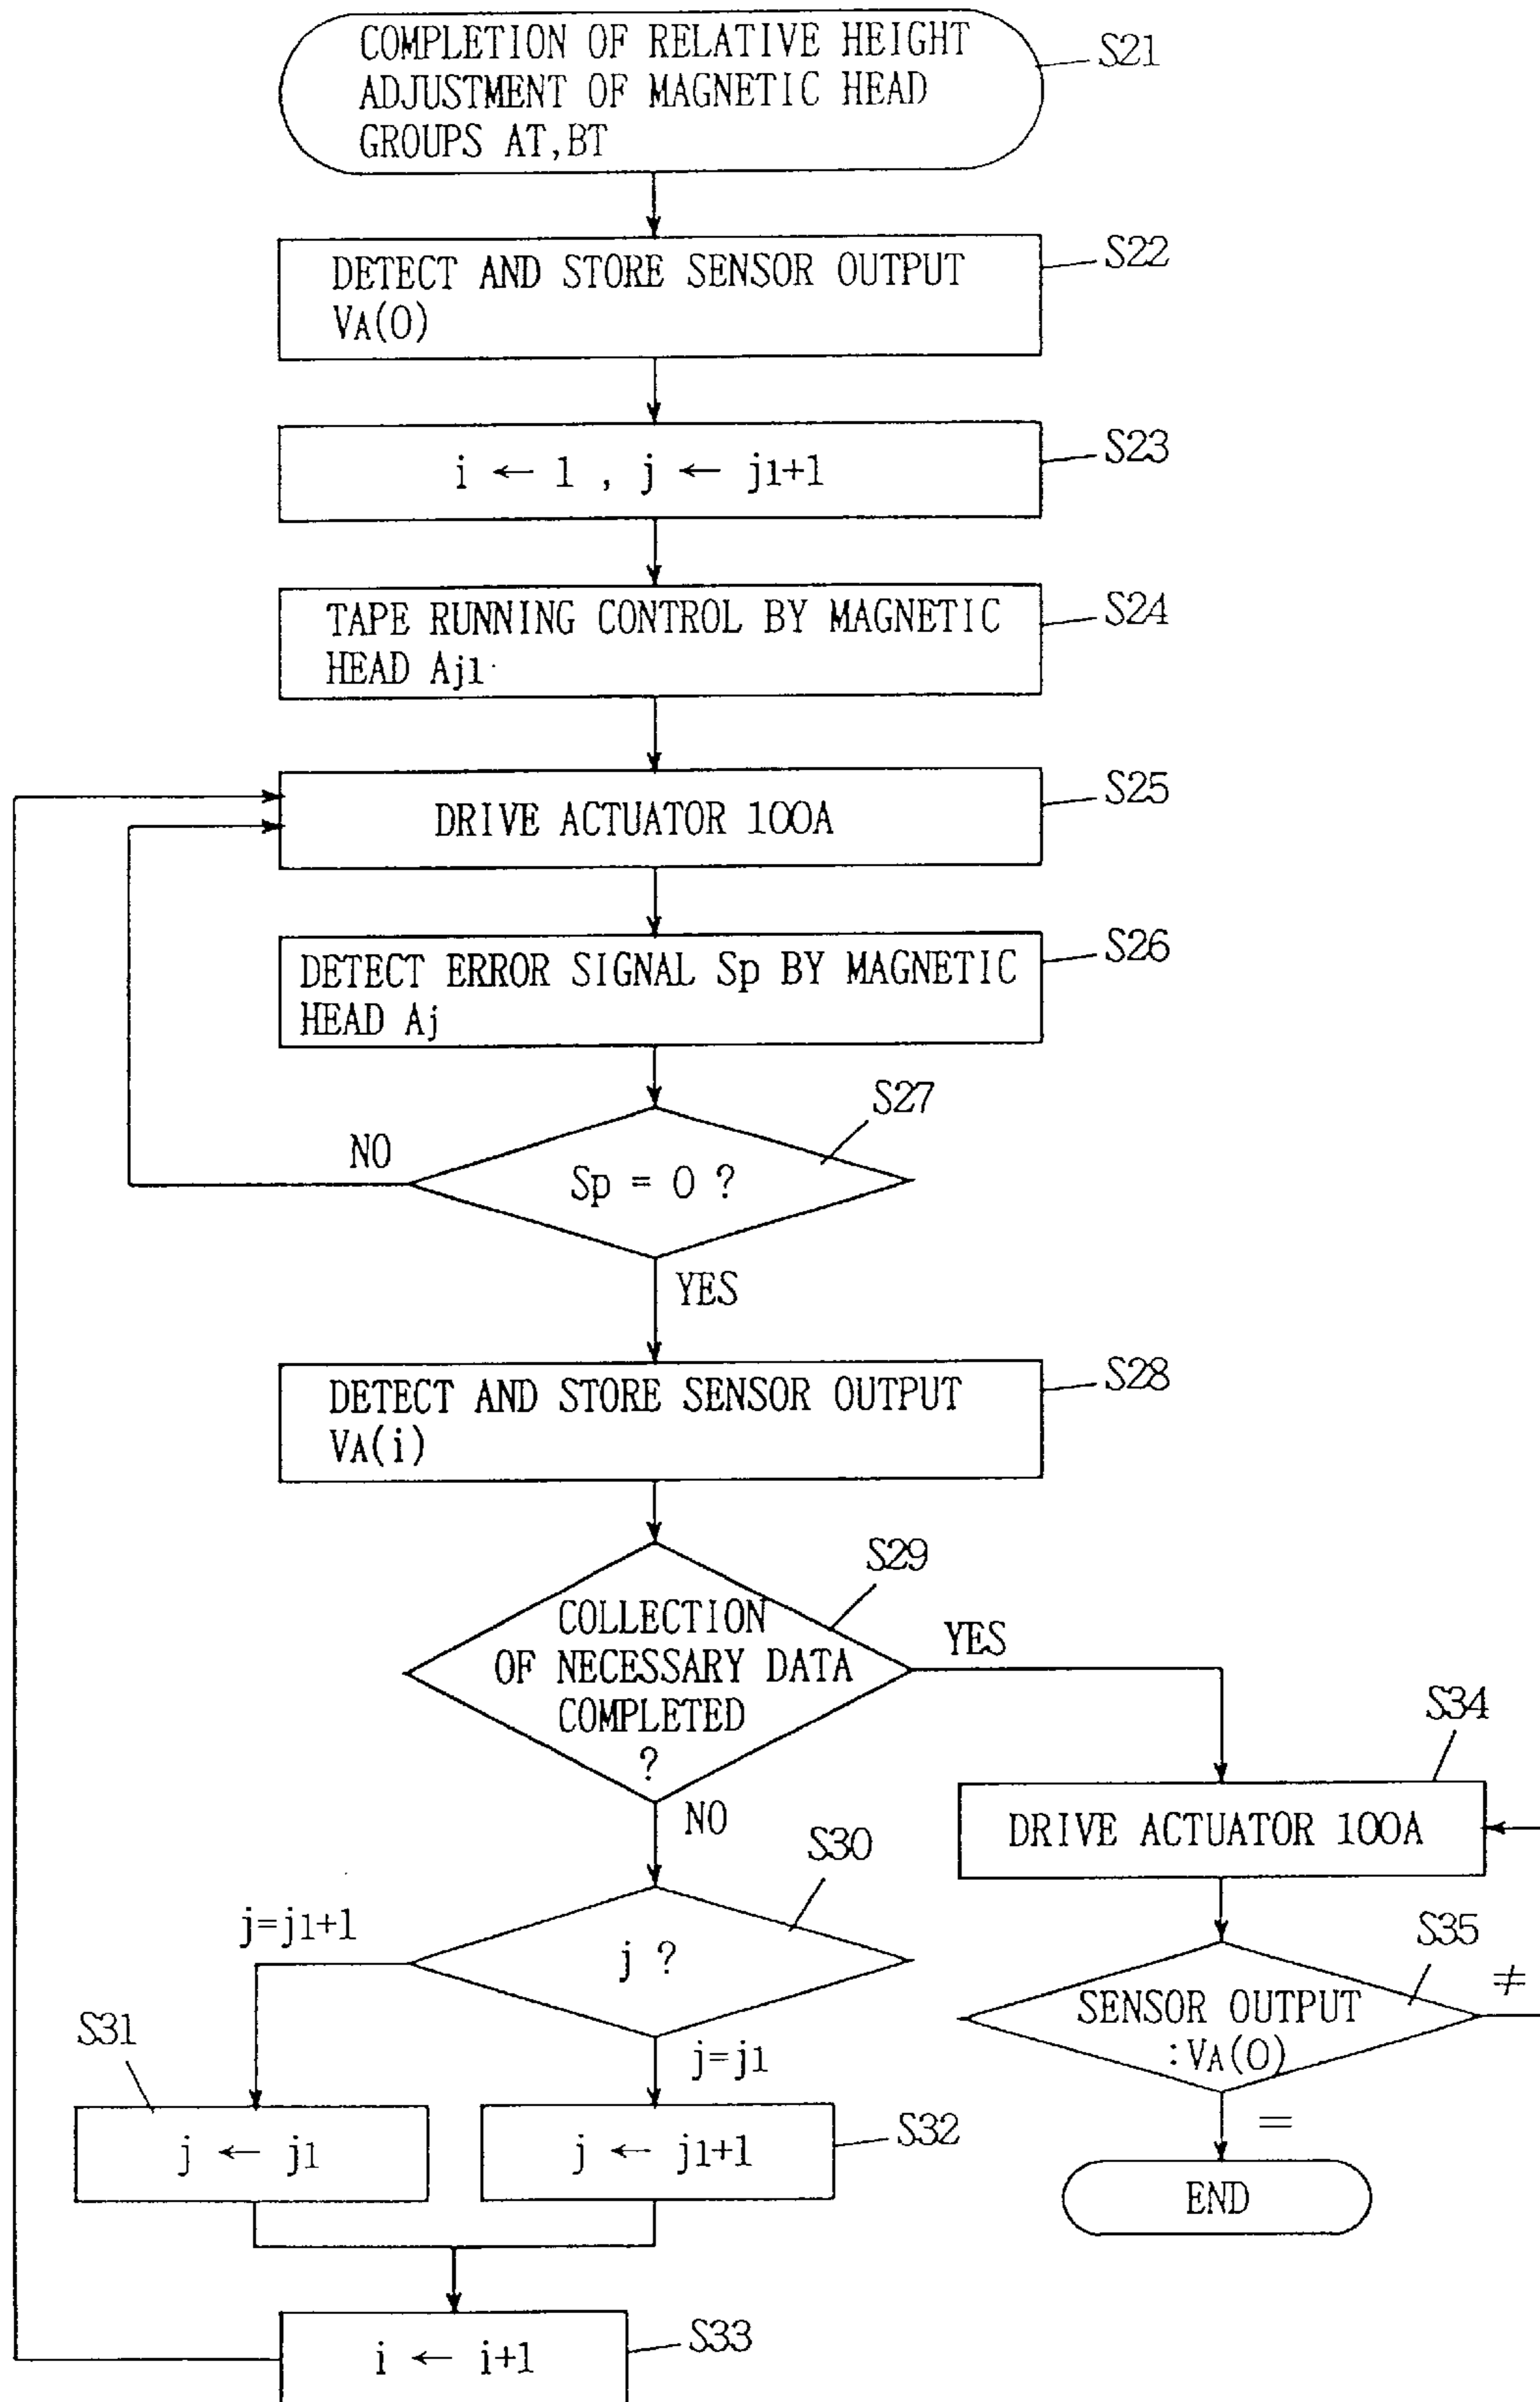 COMPLETION OF RELATIVE HEIGHT
ADJUSTMENT OF MAGNETIC HEAD
GROUPS AT,BT
S21
DETECT AND STORE SENSOR OUTPUT
VA(0)
S22
i ← 1 , j ← j1+1
S23
TAPE RUNNING CONTROL BY MAGNETIC
HEAD Aj1
S24
DRIVE ACTUATOR 100A
S25
DETECT ERROR SIGNAL Sp BY MAGNETIC
HEAD Aj
S26
S27
NO
Sp = 0 ?
YES
DETECT AND STORE SENSOR OUTPUT
VA(i)
S28
S29
COLLECTION
OF NECESSARY DATA
COMPLETED
?
YES
NO
S34
DRIVE ACTUATOR 100A
S30
j=j1+1
j ?
j=j1
S35
SENSOR OUTPUT
:VA(0)
≠
=
S31
j ← j1
j ← j1+1
S32
END
i ← i+1
S33